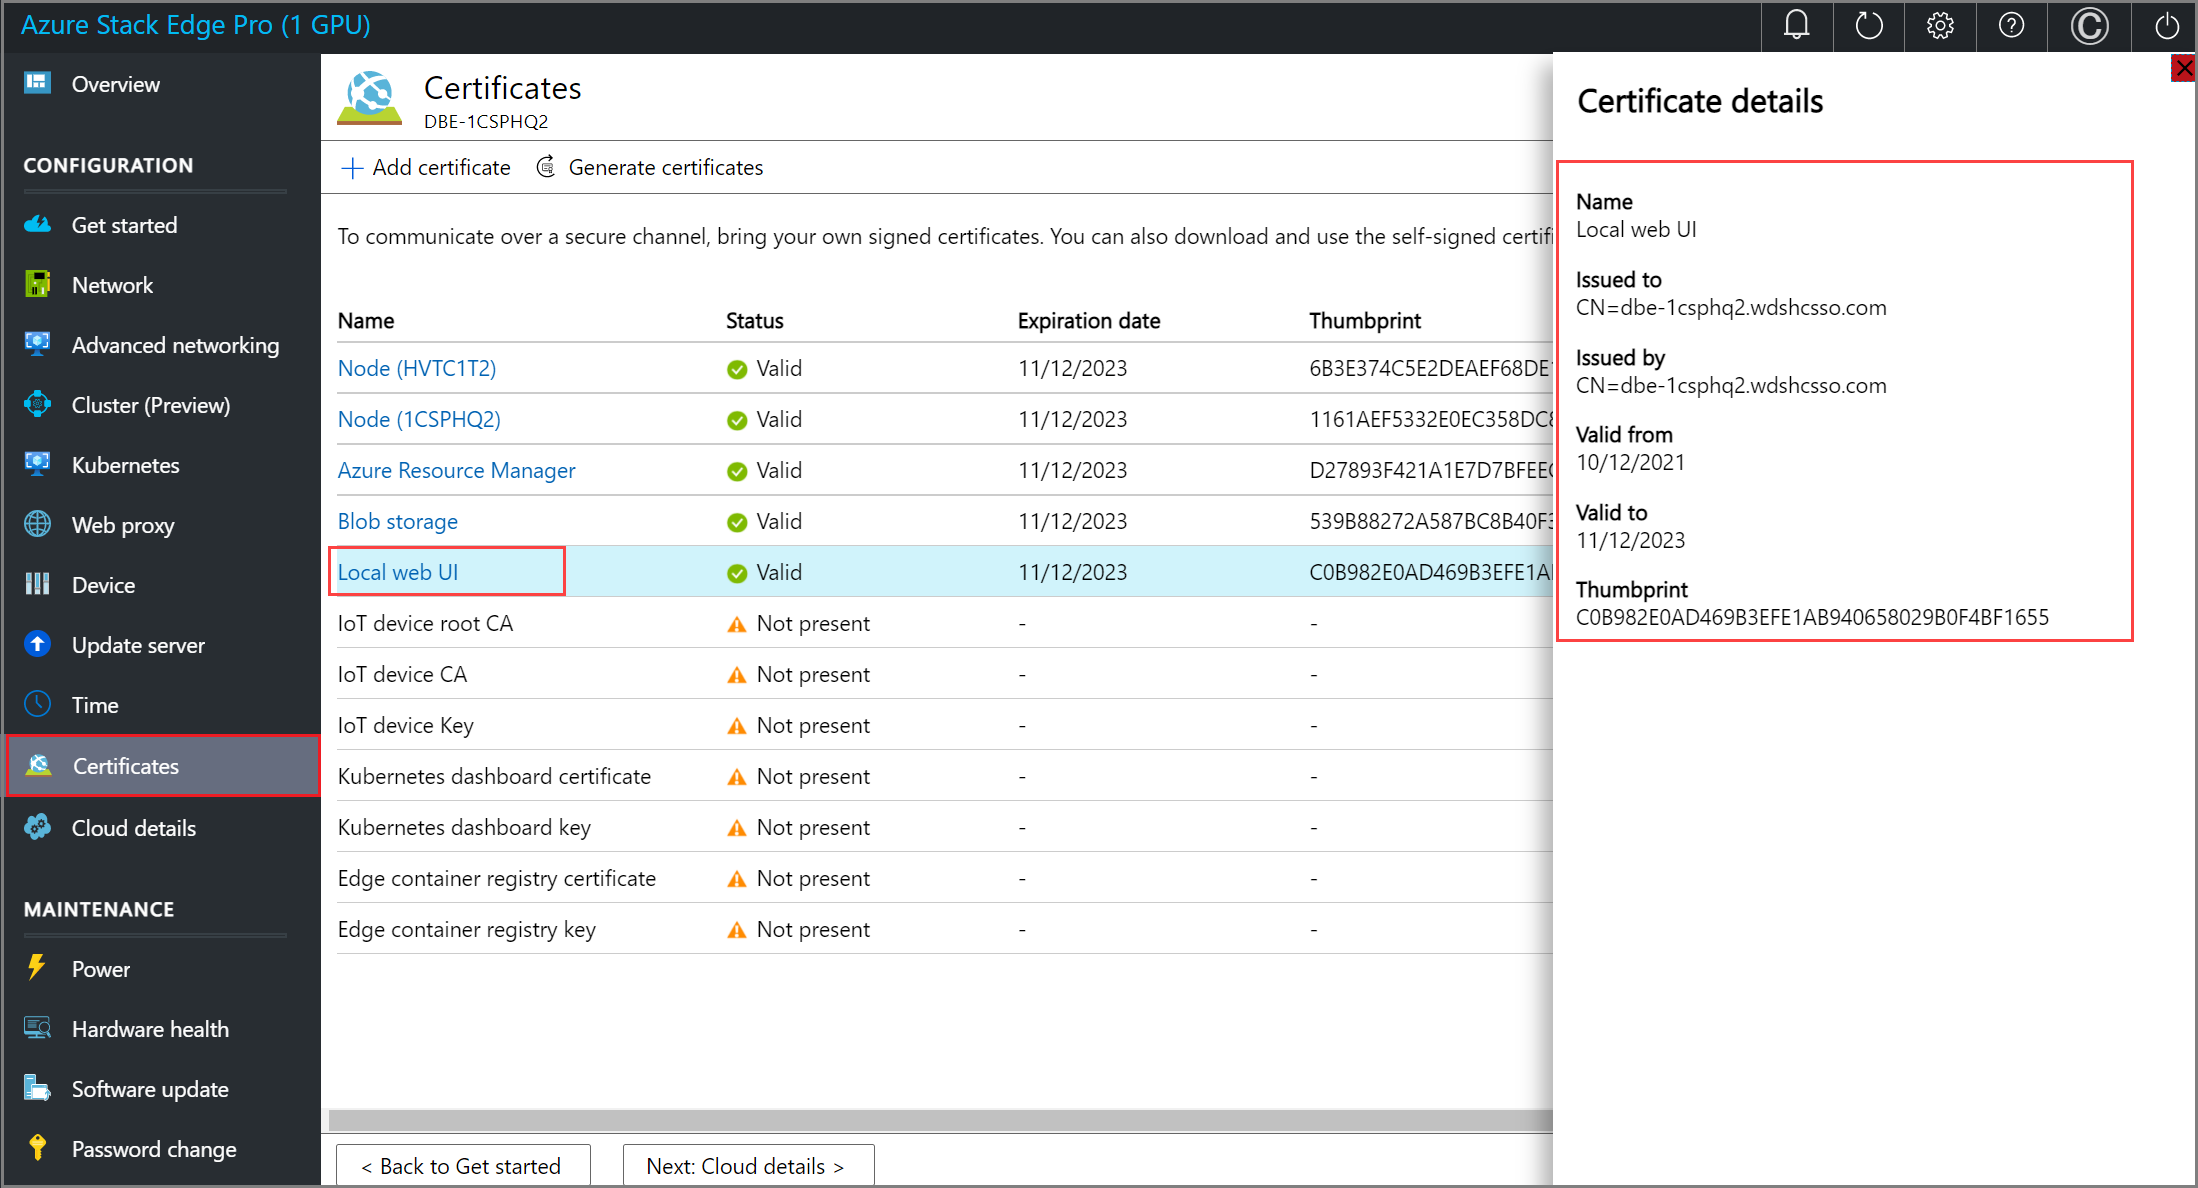 Azure Stack Edge Pro (1 GPU)
Overview
CONFIGURATION
Get started
Network
Advanced networking
Cluster (Preview)
Kubernetes
Web proxy
Device
Update server
Time
Certificates
Cloud details
MAINTENANCE
Power
Hardware health
Software update
Password change
Certificates
DBE-1CSPHQ2
Add certificate Generate certificates
To communicate over a secure channel, bring your own signed certificates. You can also download and use the self-signed certifi
Name Status Expiration date Thumbprint
Node (HVTC1T2) Valid 11/12/2023 6B3E374C5E2DEAEF68DE
Node (1CSPHQ2) Valid 11/12/2023 1161AEF5332E0EC358DC
Azure Resource Manager Valid 11/12/2023 D27893F421A1E7D7BFEE
Blob storage Valid 11/12/2023 539B88272A587BC8B40F
Local web UI Valid 11/12/2023 C0B982E0AD469B3EFE1A
IoT device root CA Not present - -
IoT device CA Not present - -
IoT device Key Not present - -
Kubernetes dashboard certificate Not present - -
Kubernetes dashboard key Not present - -
Edge container registry certificate Not present - -
Edge container registry key Not present - -
< Back to Get started Next: Cloud details >
Certificate details
Name
Local web UI
Issued to
CN=dbe-1csphq2.wdshcsso.com
Issued by
CN=dbe-1csphq2.wdshcsso.com
Valid from
10/12/2021
Valid to
11/12/2023
Thumbprint
C0B982E0AD469B3EFE1AB940658029B0F4BF1655